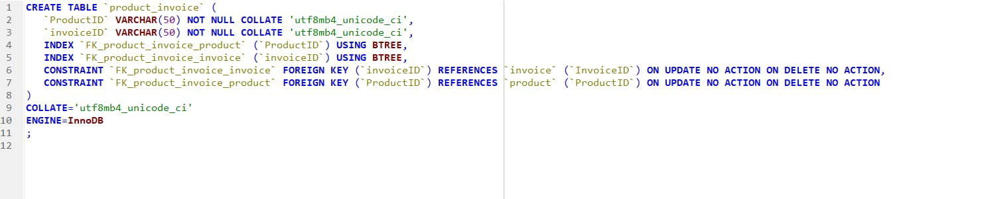 1 CREATE TABLE `product_invoice` (
2 `ProductID` VARCHAR(50) NOT NULL COLLATE 'utf8mb4_unicode_ci',
3 `invoiceID` VARCHAR(50) NOT NULL COLLATE 'utf8mb4_unicode_ci',
4 INDEX `FK_product_invoice_product` (`ProductID`) USING BTREE,
5 INDEX `FK_product_invoice_invoice` (`invoiceID`) USING BTREE,
6 CONSTRAINT `FK_product_invoice_invoice` FOREIGN KEY (`invoiceID`) REFERENCES `invoice` (`InvoiceID`) ON UPDATE NO ACTION ON DELETE NO ACTION,
7 CONSTRAINT `FK_product_invoice_product` FOREIGN KEY (`ProductID`) REFERENCES `product` (`ProductID`) ON UPDATE NO ACTION ON DELETE NO ACTION
8 )
9 COLLATE='utf8mb4_unicode_ci'
10 ENGINE=InnoDB
11 ;
12